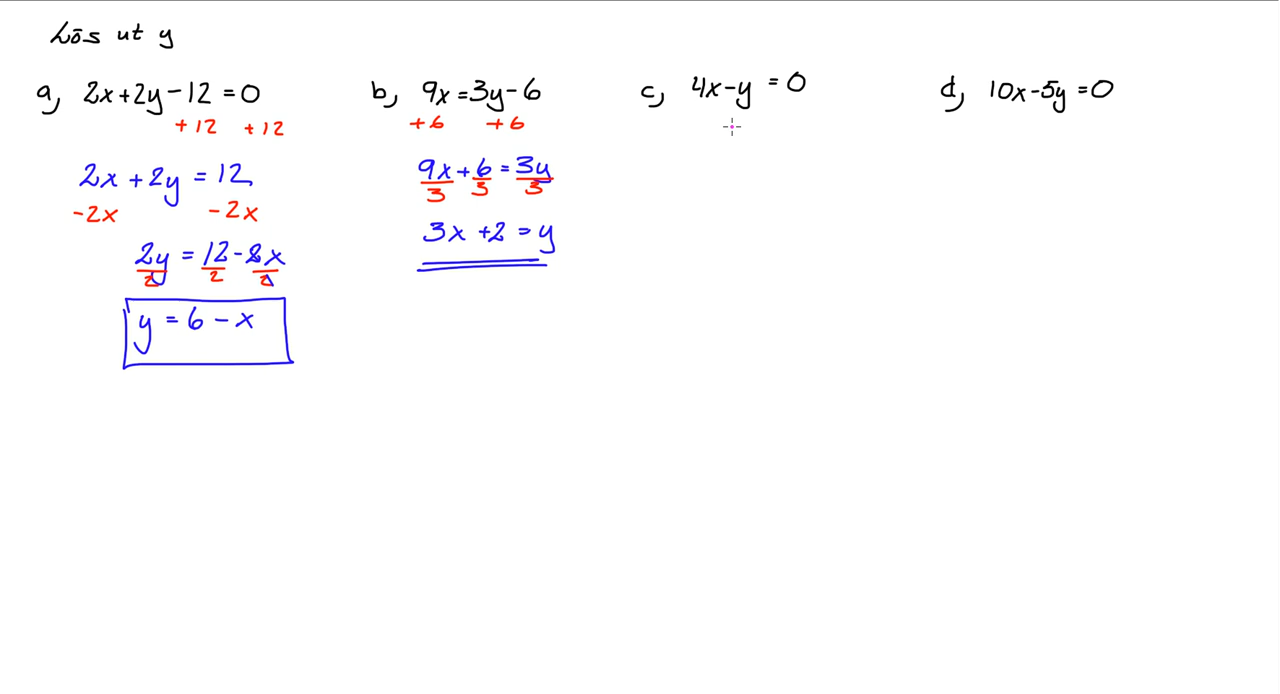 Lös ut y
a, 2x+2y-12=0
+12 +12
2x+2y=12
-2x -2x
2y/2=12/2-2x/2
y=6-x
b, 9x=3y-6
+6 +6
9x/3+6/3=3y/3
3x+2=y
c, 4x-y=0
d, 10x-5y=0